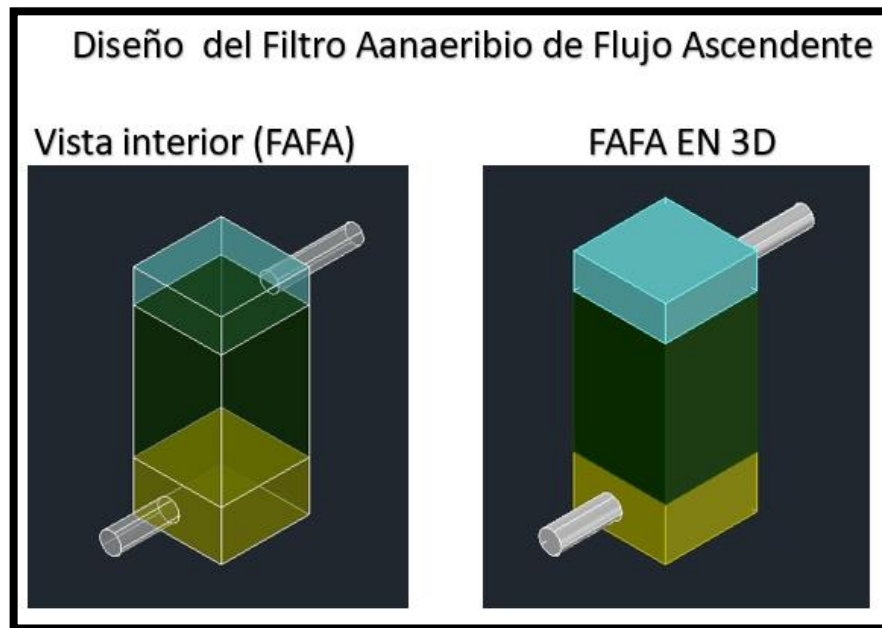 Diseño del Filtro Aanaeribio de Flujo Ascendente
Vista interior (FAFA)
FAFA EN 3D